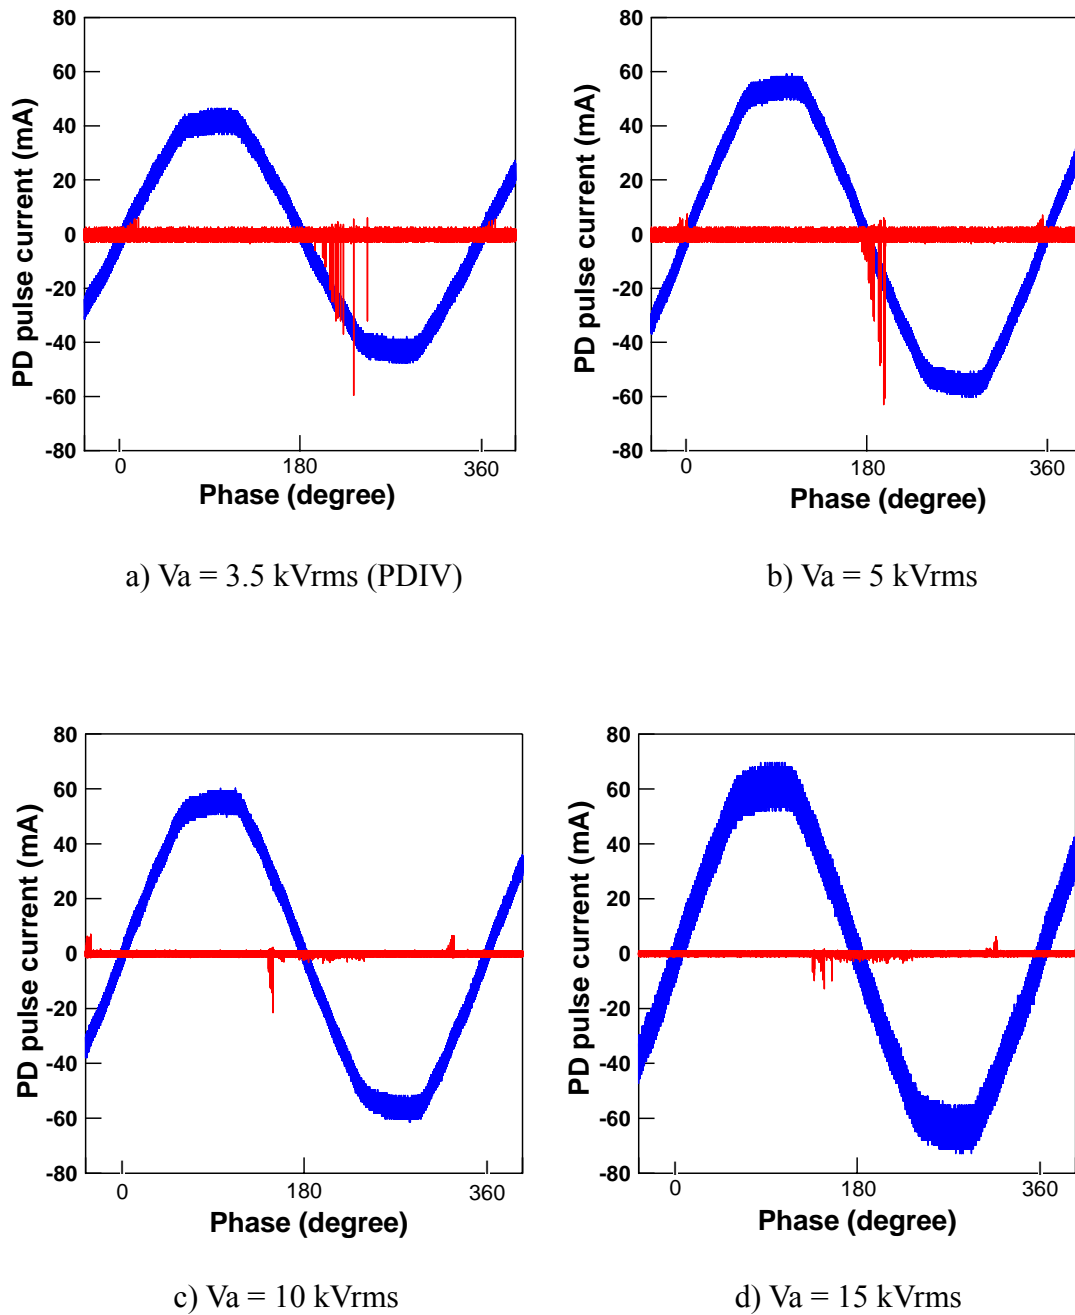 80
60
40
20
0
-20
-40
-60
-80
PD pulse current (mA)
0 180 360
Phase (degree)
a) Va = 3.5 kVrms (PDIV)
80
60
40
20
0
-20
-40
-60
-80
PD pulse current (mA)
0 180 360
Phase (degree)
b) Va = 5 kVrms
80
60
40
20
0
-20
-40
-60
-80
PD pulse current (mA)
0 180 360
Phase (degree)
c) Va = 10 kVrms
80
60
40
20
0
-20
-40
-60
-80
PD pulse current (mA)
0 180 360
Phase (degree)
d) Va = 15 kVrms